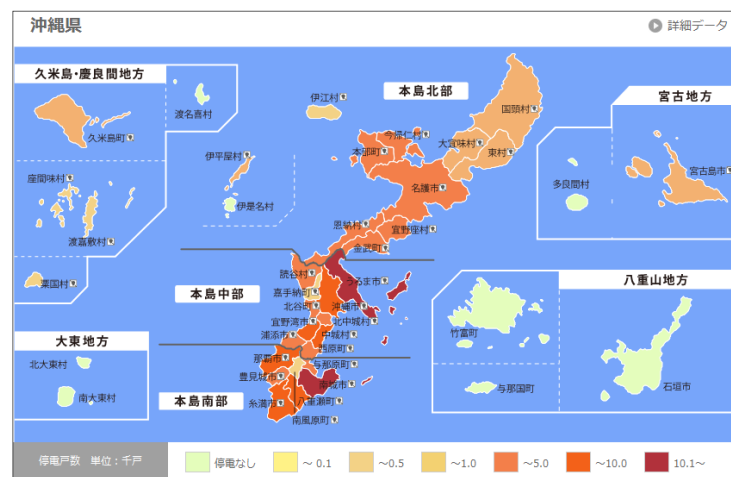 沖縄県
詳細データ
久米島・慶良間地方
渡名喜村
久米島町
座間味村
渡嘉敷村
粟国村
伊江村
伊平屋村
伊是名村
本島北部
国頭村
今帰仁村
大宜味村
本部町
東村
名護市
恩納村
宜野座村
金武町
宮古地方
宮古島市
多良間村
本島中部
読谷村
うるま市
嘉手納町
北谷町
沖縄市
宜野湾市
北中城村
浦添市
中城村
西原町
大東地方
北大東村
南大東村
那覇市
与那原町
豊見城市
南城市
本島南部
糸満市
八重瀬町
南風原町
八重山地方
竹富町
与那国町
石垣市
停電戸数 単位:千戸
停電なし
～0.1
～0.5
～1.0
～5.0
～10.0
10.1～